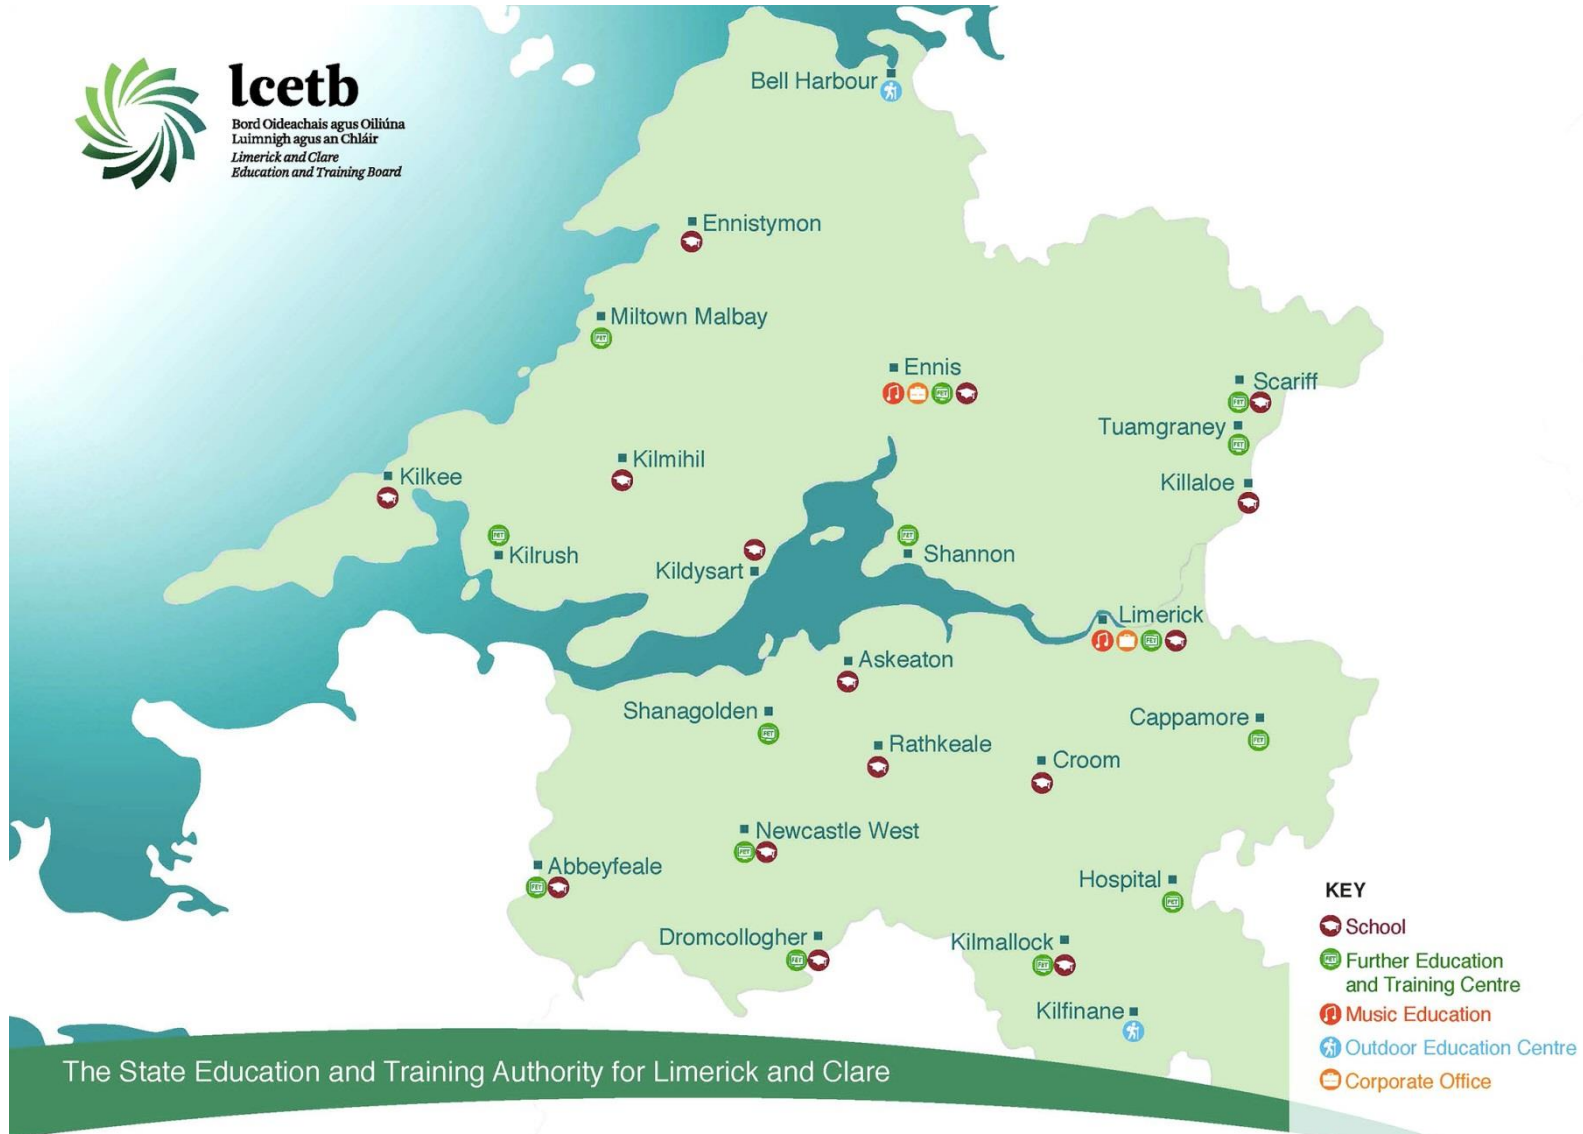 lcetb
Bord Oideachais agus Oiliúna
Luimnigh agus an Chláir
Limerick and Clare
Education and Training Board
Bell Harbour
Ennistymon
Miltown Malbay
Ennis
Scariff
Tuamgraney
Kilmihil
Kilkee
Killaloe
Kilrush
Shannon
Kildysart
Limerick
Askeaton
Shanagolden
Cappamore
Rathkeale
Croom
Newcastle West
Abbeyfeale
Hospital
Dromcollogher
Kilmallock
Kilfinane
KEY
School
FET
Further Education
and Training Centre
Music Education
Outdoor Education Centre
Corporate Office
The State Education and Training Authority for Limerick and Clare